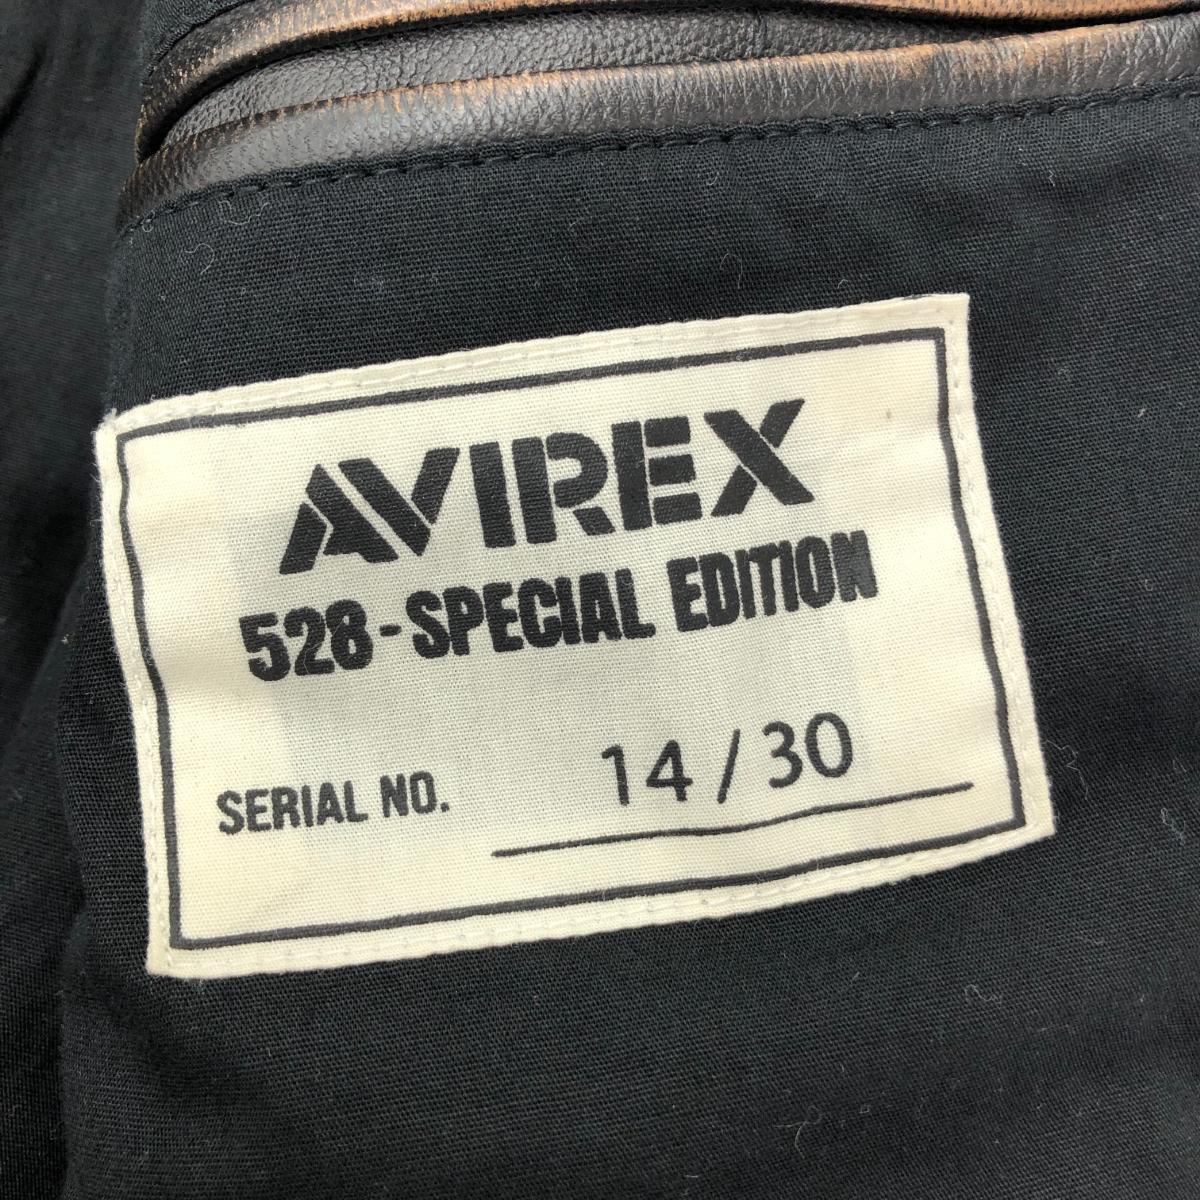 AVIREX
528-SPECIAL EDITION
SERIAL NO. 14/30